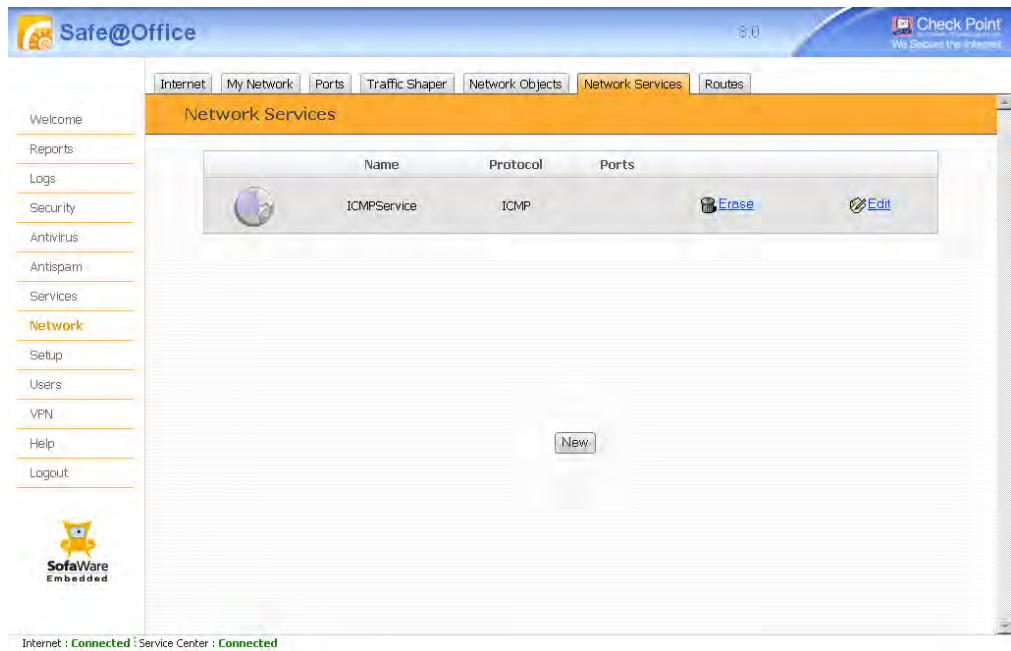 Safe@Office
8.0
Check Point
We Secure the Internet
Internet My Network Ports Traffic Shaper Network Objects Network Services Routes
Network Services
Welcome
Reports
Logs
Security
Antivirus
Antispam
Services
Network
Setup
Users
VPN
Help
Logout
Name Protocol Ports
ICMPService ICMP Erase Edit
New
SofaWare
Embedded
Internet : Connected Service Center : Connected